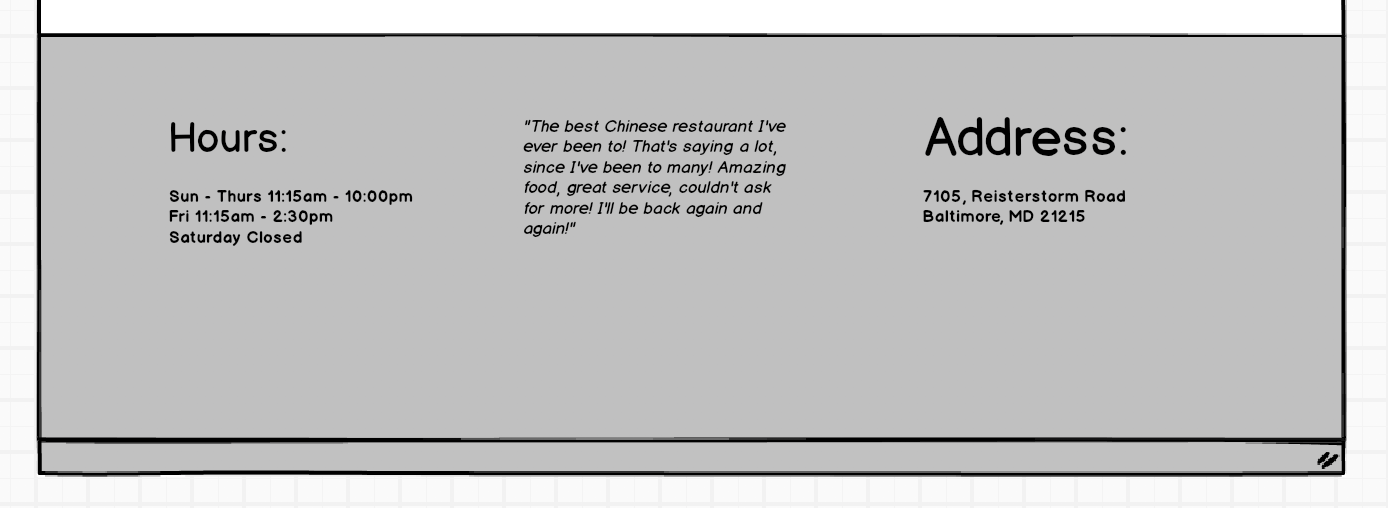 Hours:
Sun - Thurs 11:15am - 10:00pm
Fri 11:15am - 2:30pm
Saturday Closed
"The best Chinese restaurant I've
ever been to! That's saying a lot,
since I've been to many! Amazing
food, great service, couldn't ask
for more! I'll be back again and
again!"
Address:
7105, Reisterstorm Road
Baltimore, MD 21215